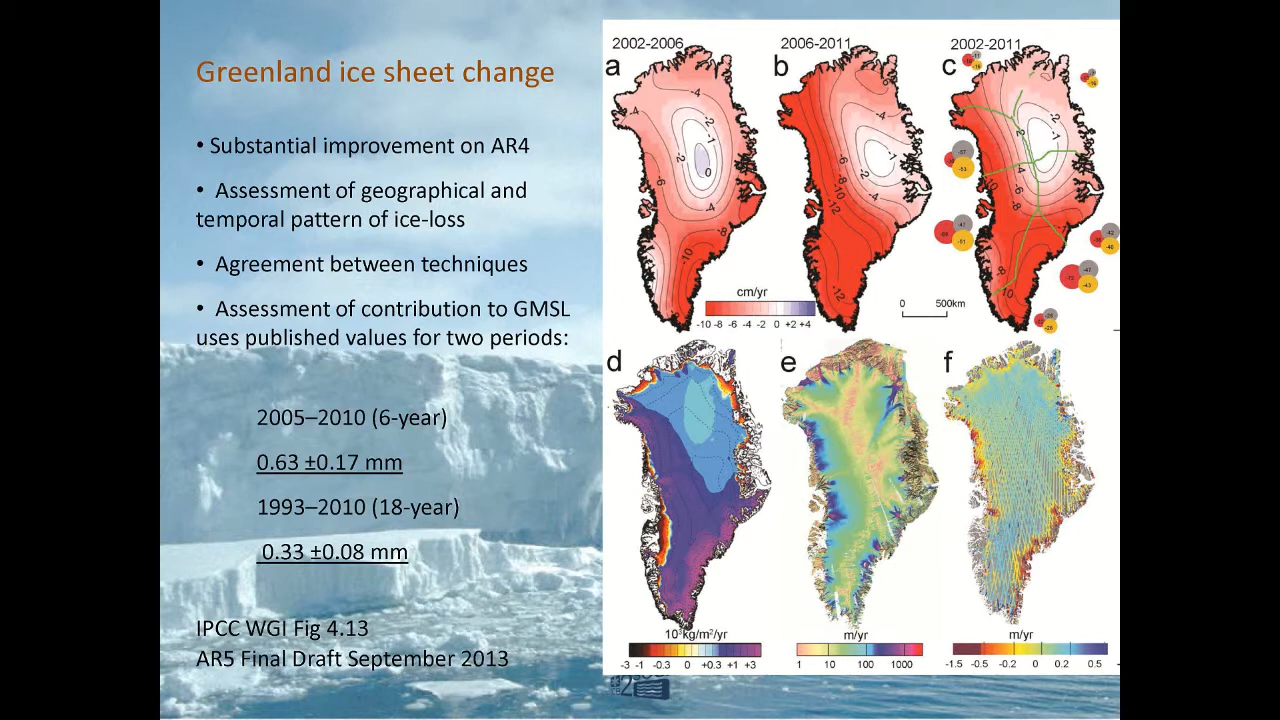 Greenland ice sheet change
• Substantial improvement on AR4
• Assessment of geographical and
temporal pattern of ice-loss
• Agreement between techniques
• Assessment of contribution to GMSL
uses published values for two periods:
2005–2010 (6-year)
0.63 ±0.17 mm
1993–2010 (18-year)
0.33 ±0.08 mm
IPCC WGI Fig 4.13
AR5 Final Draft September 2013
2002-2006
2006-2011
2002-2011
a
b
c
cm/yr
-10 -8 -6 -4 -2 0 +2 +4
0 500km
d
e
f
10³kg/m²/yr
-3 -1 -0.3 0 +0.3 +1 +3
m/yr
1 10 100 1000
m/yr
-1.5 -0.5 -0.2 0 0.2 0.5